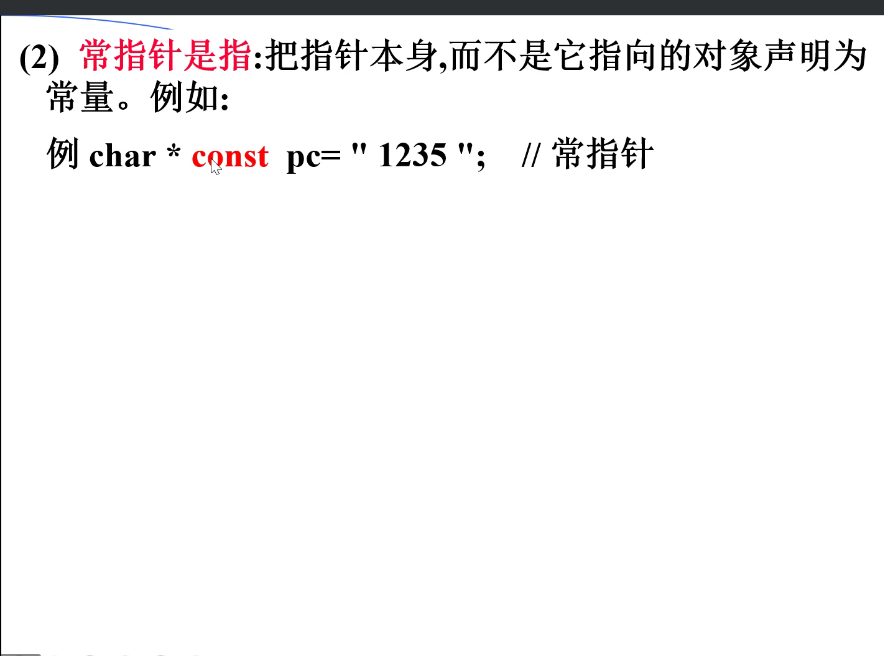 (2) 常指针是指:把指针本身,而不是它指向的对象声明为
常量。例如:
例 char * const pc= " 1235 "; // 常指针